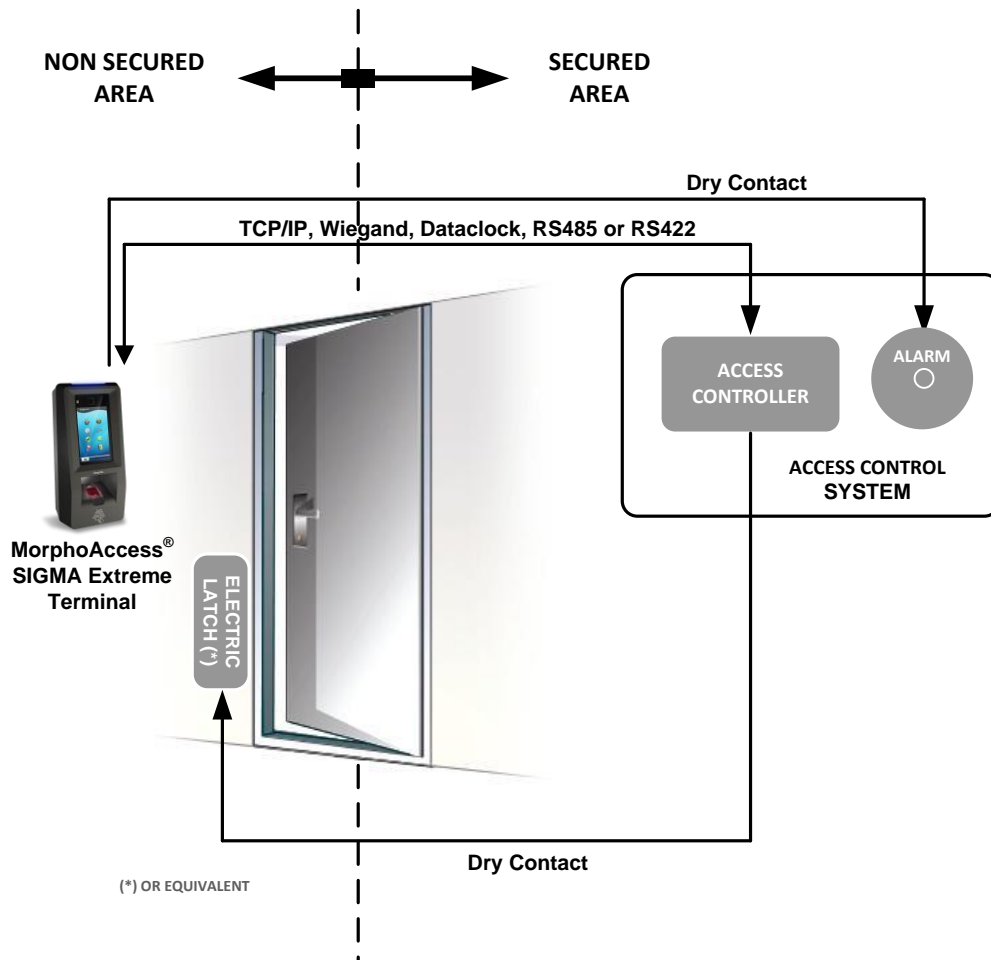 NON SECURED
AREA
SECURED
AREA
Dry Contact
TCP/IP, Wiegand, Dataclock, RS485 or RS422
ACCESS
CONTROLLER
ALARM
ACCESS CONTROL
SYSTEM
MorphoAccess®
SIGMA Extreme
Terminal
ELECTRIC
LATCH (*)
Dry Contact
(*) OR EQUIVALENT